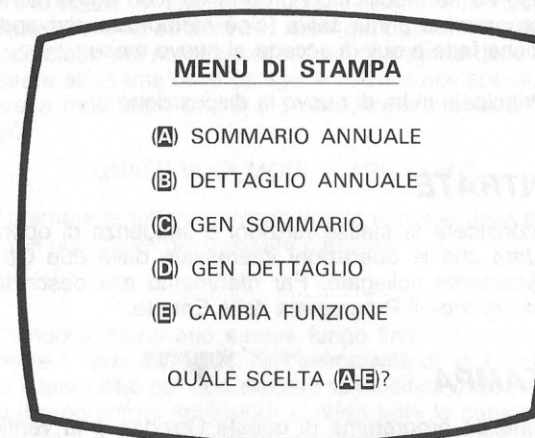 MENÙ DI STAMPA
(A) SOMMARIO ANNUALE
(B) DETTAGLIO ANNUALE
(C) GEN SOMMARIO
(D) GEN DETTAGLIO
(E) CAMBIA FUNZIONE
QUALE SCELTA (A-E)?